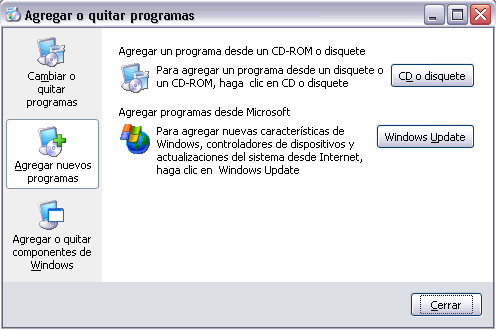 Agregar o quitar programas
Cambiar o
quitar
programas
Agregar nuevos
programas
Agregar o quitar
componentes de
Windows
Agregar un programa desde un CD-ROM o disquete
Para agregar un programa desde un disquete o
un CD-ROM, haga clic en CD o disquete
CD o disquete
Agregar programas desde Microsoft
Para agregar nuevas características de
Windows, controladores de dispositivos y
actualizaciones del sistema desde Internet,
haga clic en Windows Update
Windows Update
Cerrar